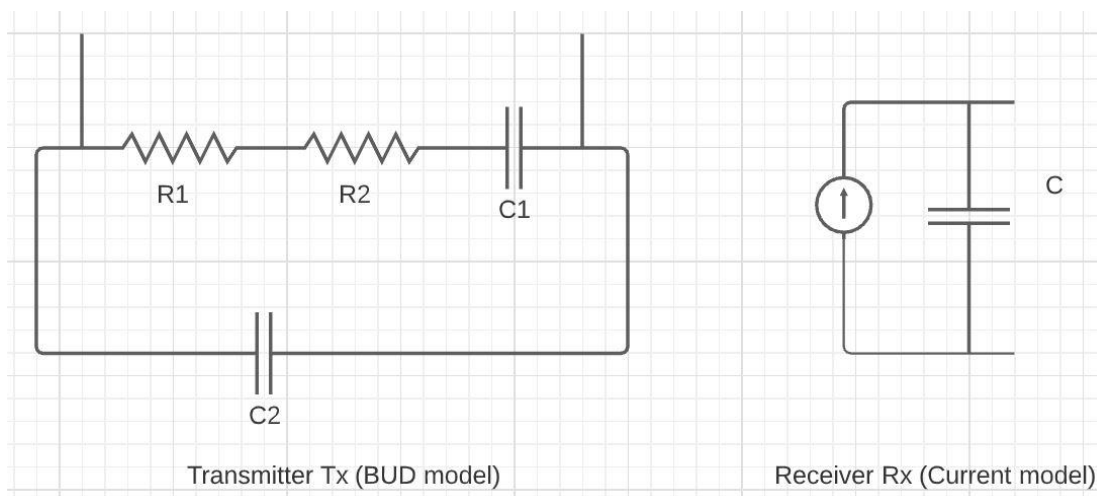 R1
R2
C1
C
C2
Transmitter Tx (BUD model)
Receiver Rx (Current model)